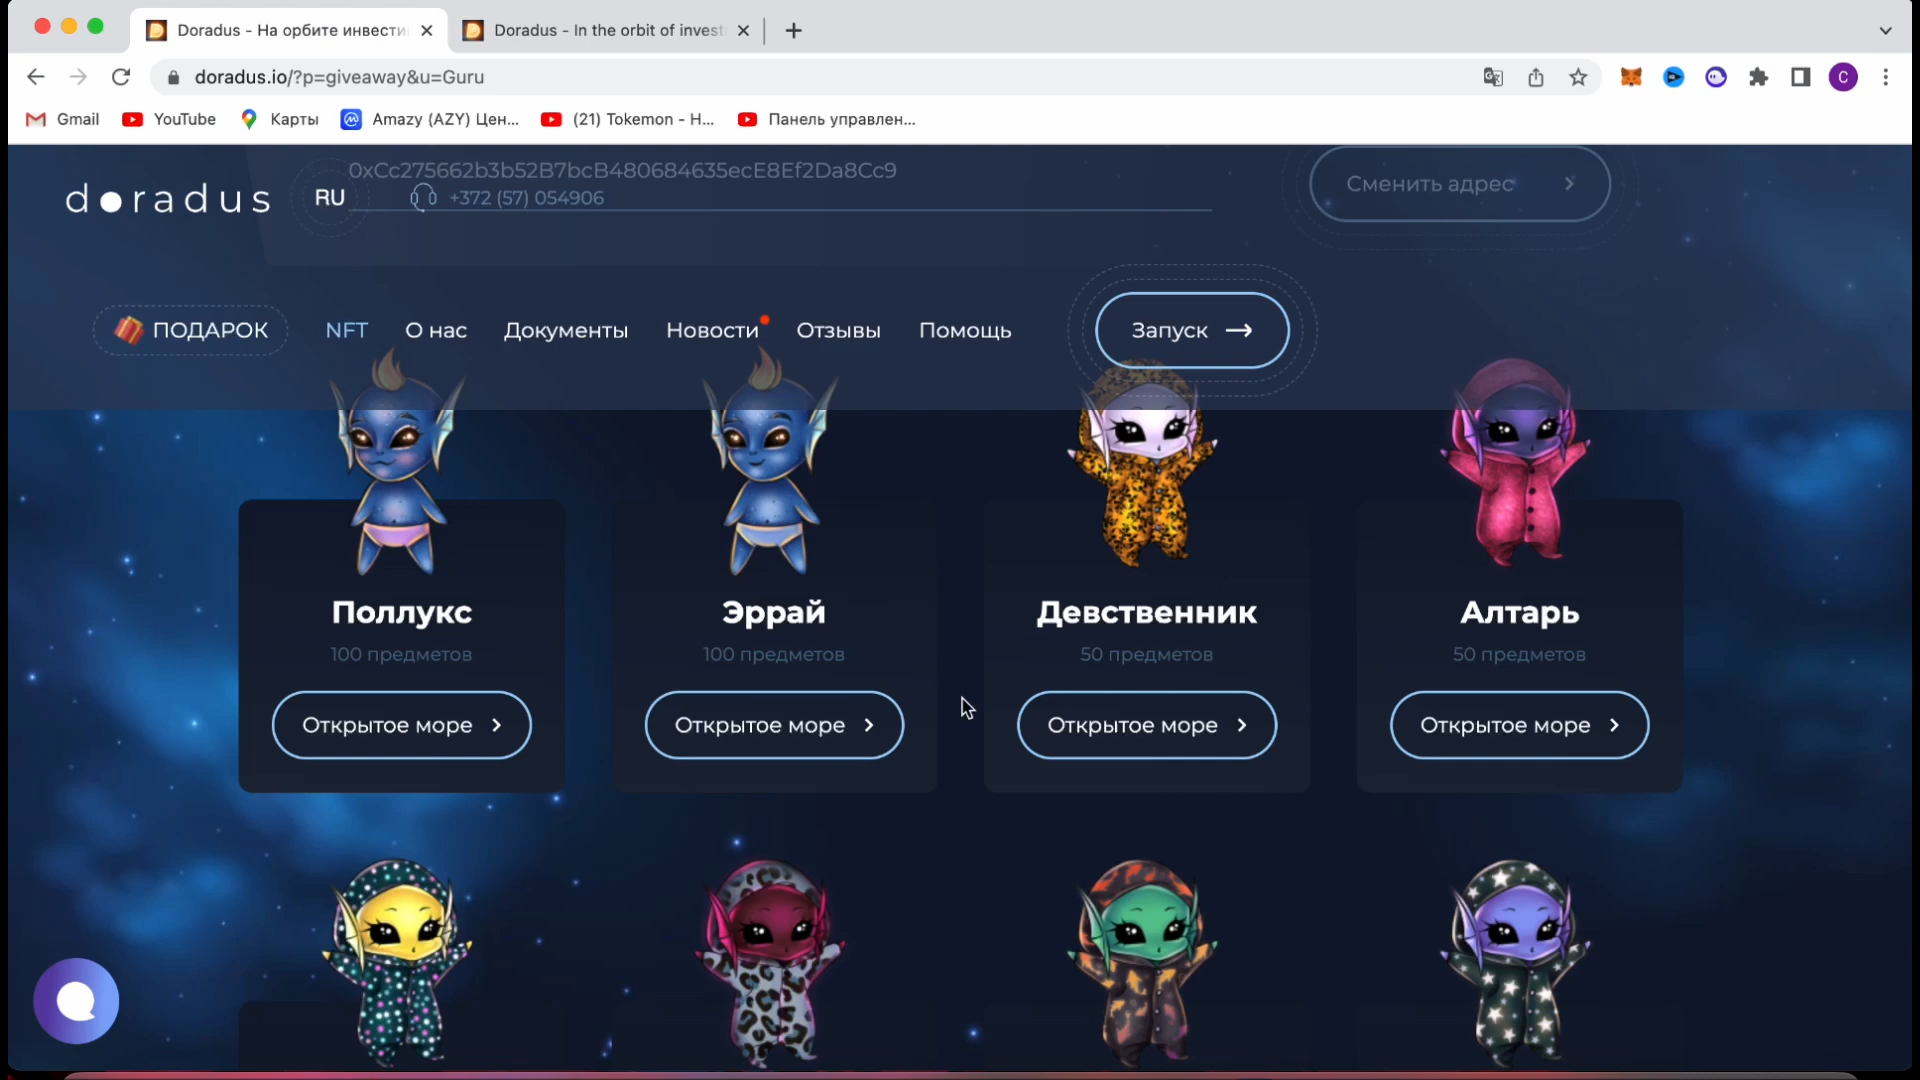 Doradus - На орбите инвести
Doradus - In the orbit of invest
doradus.io/?p=giveaway&u=Guru
C
Gmail
YouTube
Карты
Amazy (AZY) Цен...
(21) Tokemon - H...
Панель управлен...
0xCc275662b3b52B7bcB480684635ecE8Ef2Da8Cc9
doradus
RU
+372 (57) 054906
Сменить адрес
ПОДАРОК
NFT
О нас
Документы
Новости
Отзывы
Помощь
Запуск
Поллукс
Эррай
Девственник
Алтарь
100 предметов
100 предметов
50 предметов
50 предметов
Открытое море
Открытое море
Открытое море
Открытое море